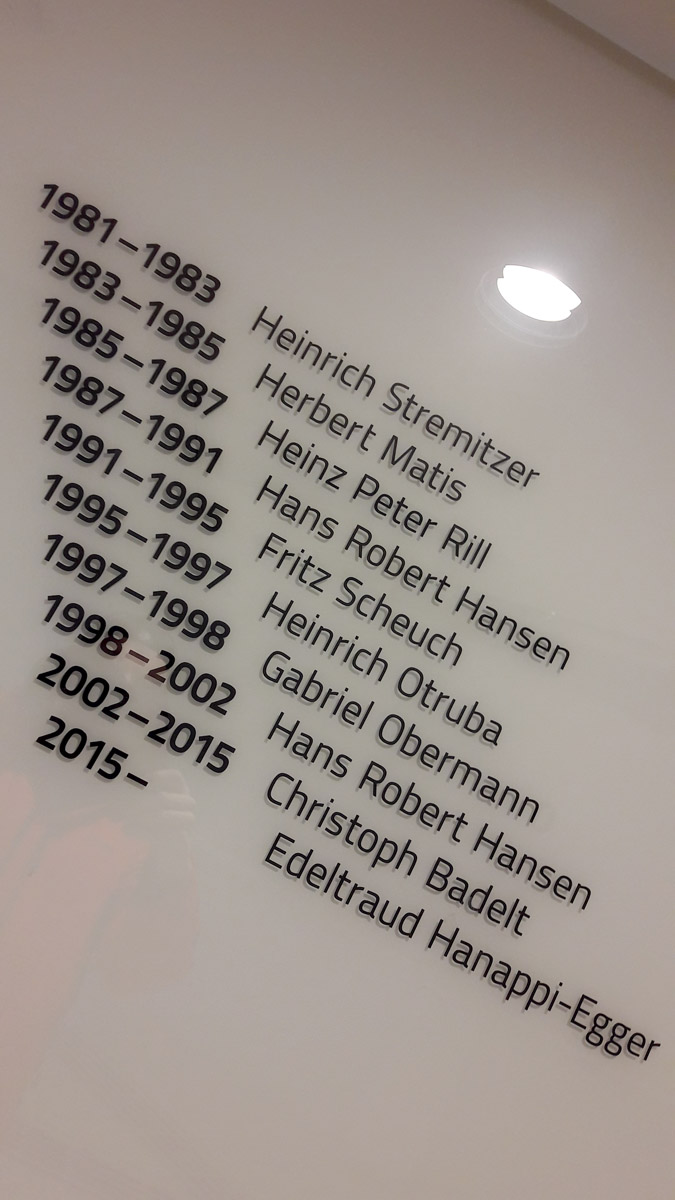 1981–1983 Heinrich Stremitzer
1983–1985 Herbert Matis
1985–1987 Heinz Peter Rill
1987–1991 Hans Robert Hansen
1991–1995 Fritz Scheuch
1995–1997 Heinrich Otruba
1997–1998 Gabriel Obermann
1998–2002 Hans Robert Hansen
2002–2015 Christoph Badelt
2015– Edeltraud Hanappi-Egger